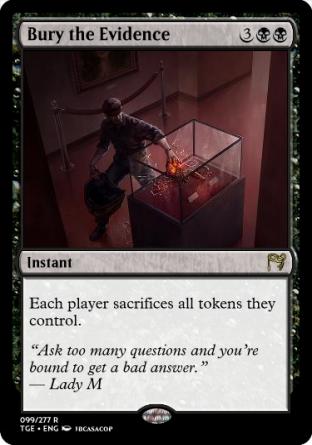 Bury the Evidence 3
Instant
Each player sacrifices all tokens they
control.
“Ask too many questions and you’re
bound to get a bad answer.”
— Lady M
099/277 R
TGE • ENG 1BCASACOP